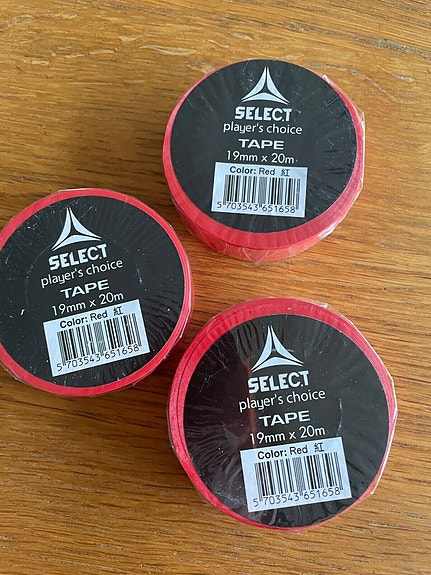 SELECT
player's choice
TAPE
19mm x 20m
Color: Red 紅
5 703543 651658
SELECT
player's choice
TAPE
19mm x 20m
Color: Red 紅
5 703543 651658
SELECT
player's choice
TAPE
19mm x 20m
Color: Red 紅
5 703543 651658